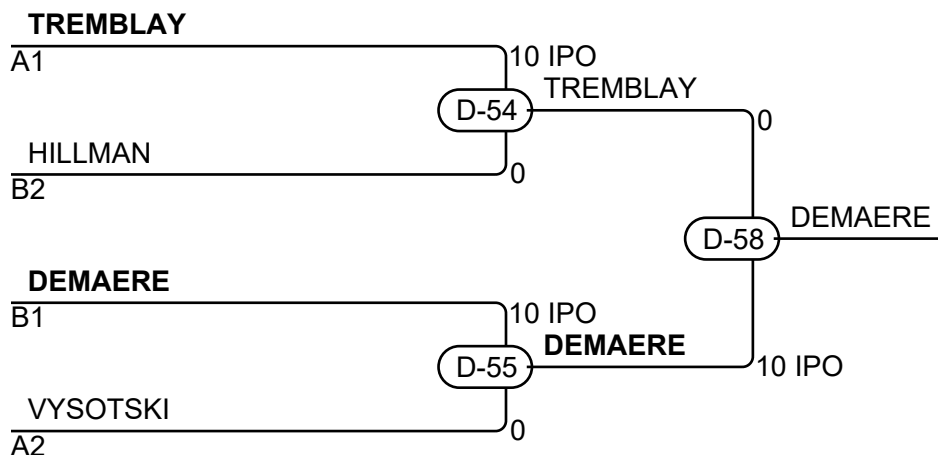 TREMBLAY
A1
10 IPO
D-54
TREMBLAY
0
HILLMAN
B2
0
D-58
DEMAERE
DEMAERE
B1
10 IPO
D-55
DEMAERE
10 IPO
VYSOTSKI
A2
0